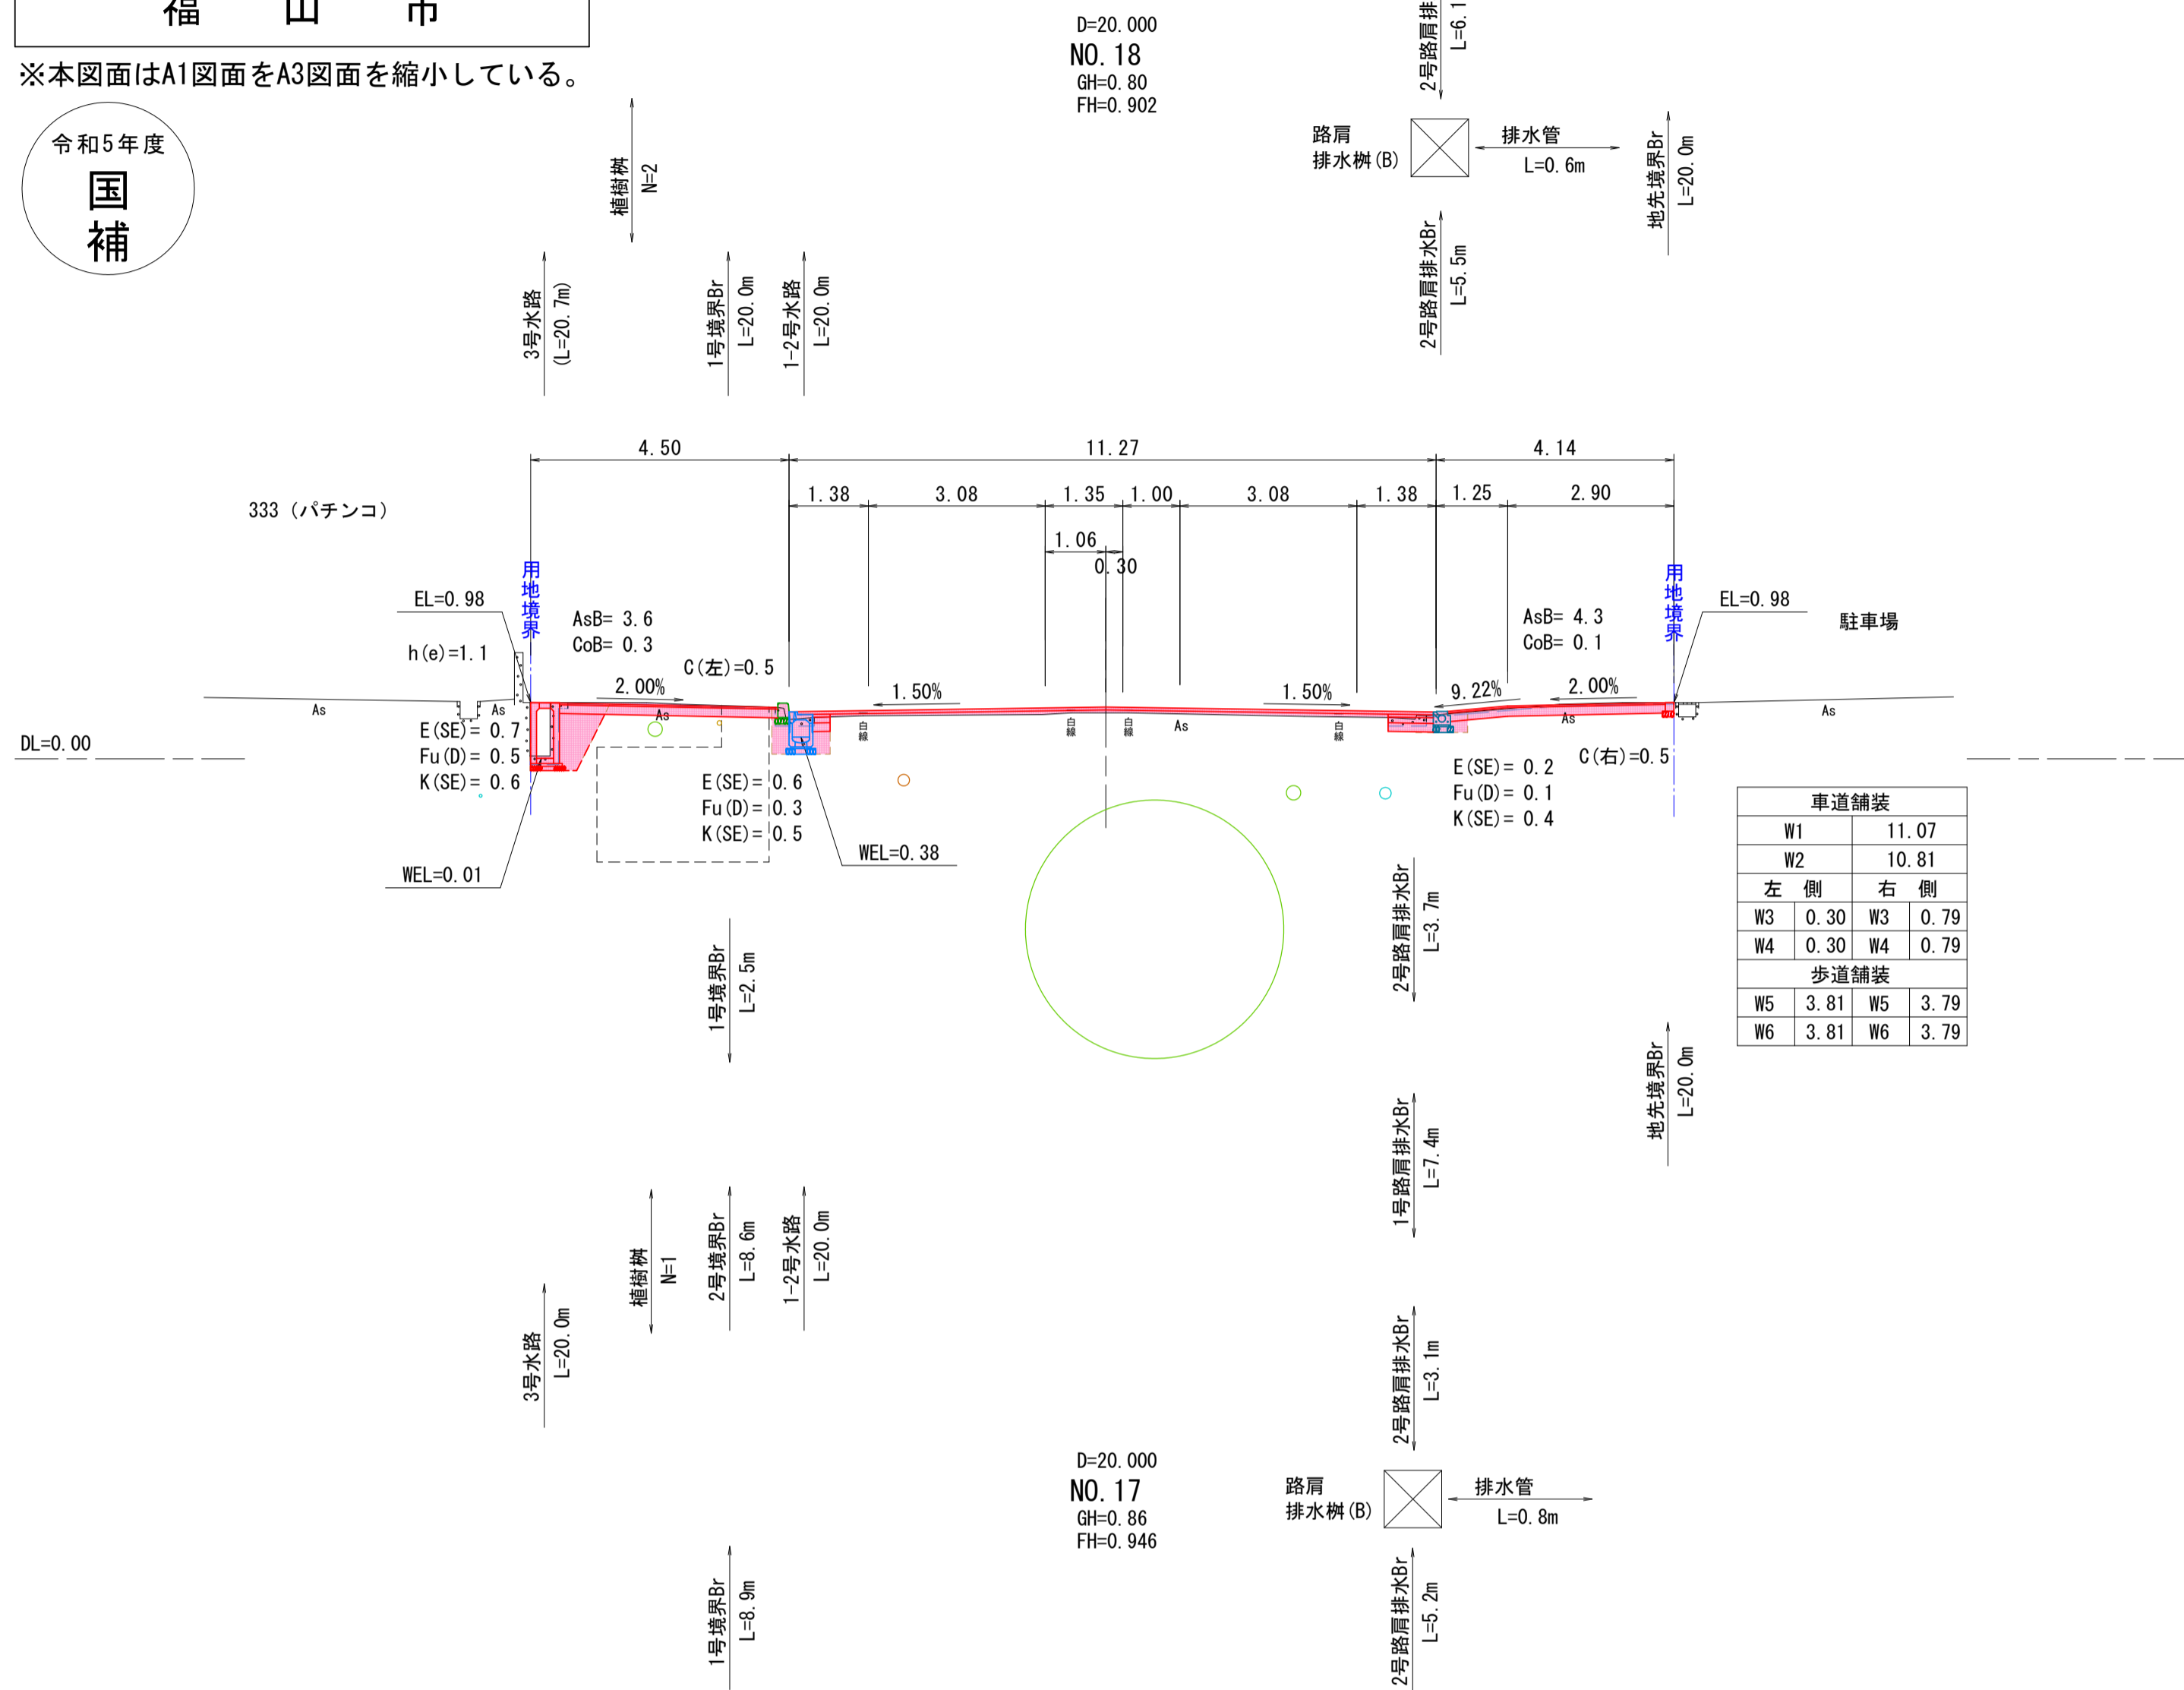 福山市
※本図面はA1図面をA3図面を縮小している。
令和5年度
国
補
D=20.000
NO.18
GH=0.80
FH=0.902
2号路肩排
L=6.1
路肩
排水桝(B)
排水管
L=0.6m
地先境界Br
L=20.0m
植樹桝
N=2
2号路肩排水Br
L=5.5m
3号水路
(L=20.7m)
1号境界Br
L=20.0m
1-2号水路
L=20.0m
4.50
11.27
4.14
1.38
3.08
1.35
1.00
3.08
1.38
1.25
2.90
1.06
0.30
333 (パチンコ)
用地境界
用地境界
EL=0.98
EL=0.98
AsB= 3.6
CoB= 0.3
AsB= 4.3
CoB= 0.1
駐車場
h(e)=1.1
C(左)=0.5
2.00%
1.50%
1.50%
9.22%
2.00%
As
As
As
白線
白線
白線
As
白線
As
As
DL=0.00
E(SE)= 0.7
Fu(D)= 0.5
K(SE)= 0.6
E(SE)= 0.6
Fu(D)= 0.3
K(SE)= 0.5
E(SE)= 0.2
Fu(D)= 0.1
K(SE)= 0.4
C(右)=0.5
WEL=0.38
WEL=0.01
車道舗装
W1 11.07
W2 10.81
左 側 右 側
W3 0.30 W3 0.79
W4 0.30 W4 0.79
歩道舗装
W5 3.81 W5 3.79
W6 3.81 W6 3.79
1号境界Br
L=2.5m
2号路肩排水Br
L=3.7m
地先境界Br
L=20.0m
1号路肩排水Br
L=7.4m
植樹桝
N=1
2号境界Br
L=8.6m
1-2号水路
L=20.0m
3号水路
L=20.0m
2号路肩排水Br
L=3.1m
D=20.000
NO.17
GH=0.86
FH=0.946
路肩
排水桝(B)
排水管
L=0.8m
1号境界Br
L=8.9m
2号路肩排水Br
L=5.2m